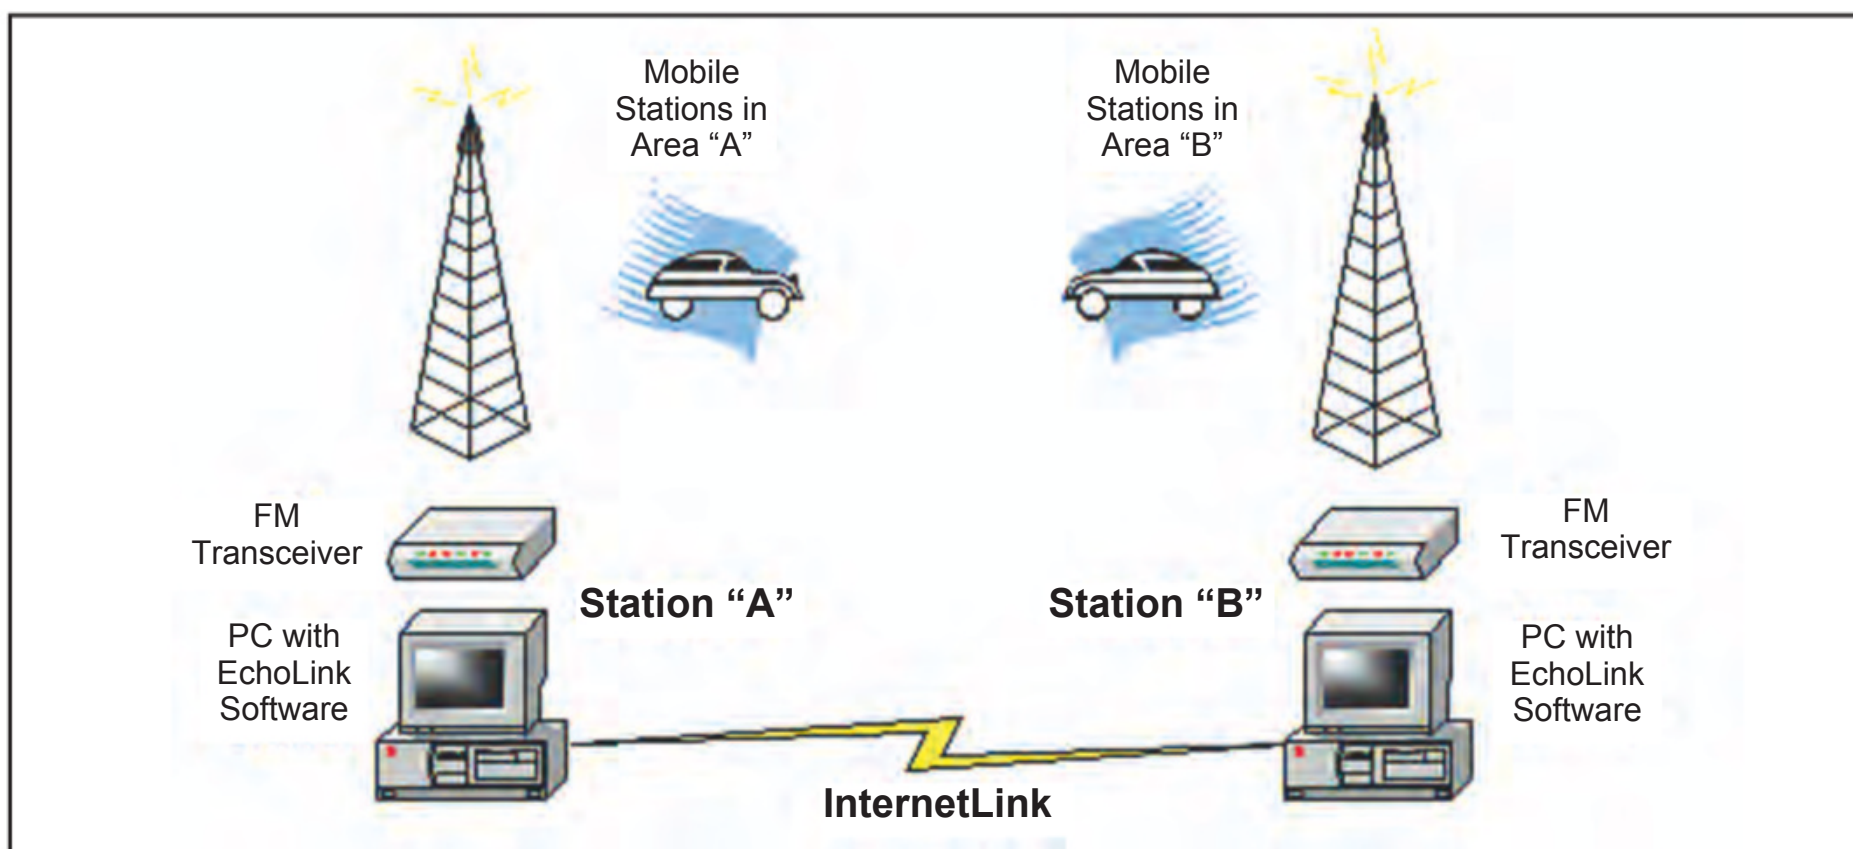 Mobile
Stations in
Area “A”
Mobile
Stations in
Area “B”
FM
Transceiver
FM
Transceiver
Station “A”
Station “B”
PC with
EchoLink
Software
PC with
EchoLink
Software
InternetLink